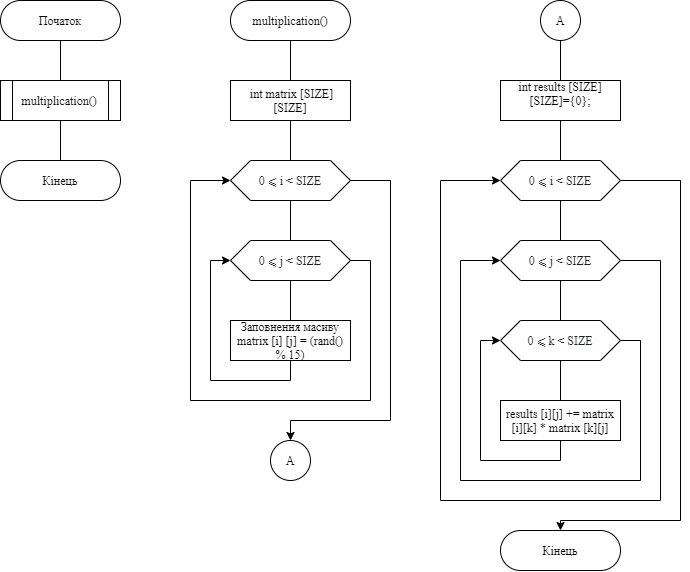 Початок
multiplication()
Кінець
multiplication()
int matrix [SIZE]
[SIZE]
0 ⩽ i < SIZE
0 ⩽ j < SIZE
Заповнення масиву
matrix [i] [j] = (rand()
% 15)
A
A
int results [SIZE]
[SIZE]={0};
0 ⩽ i < SIZE
0 ⩽ j < SIZE
0 ⩽ k < SIZE
results [i][j] += matrix
[i][k] * matrix [k][j]
Кінець